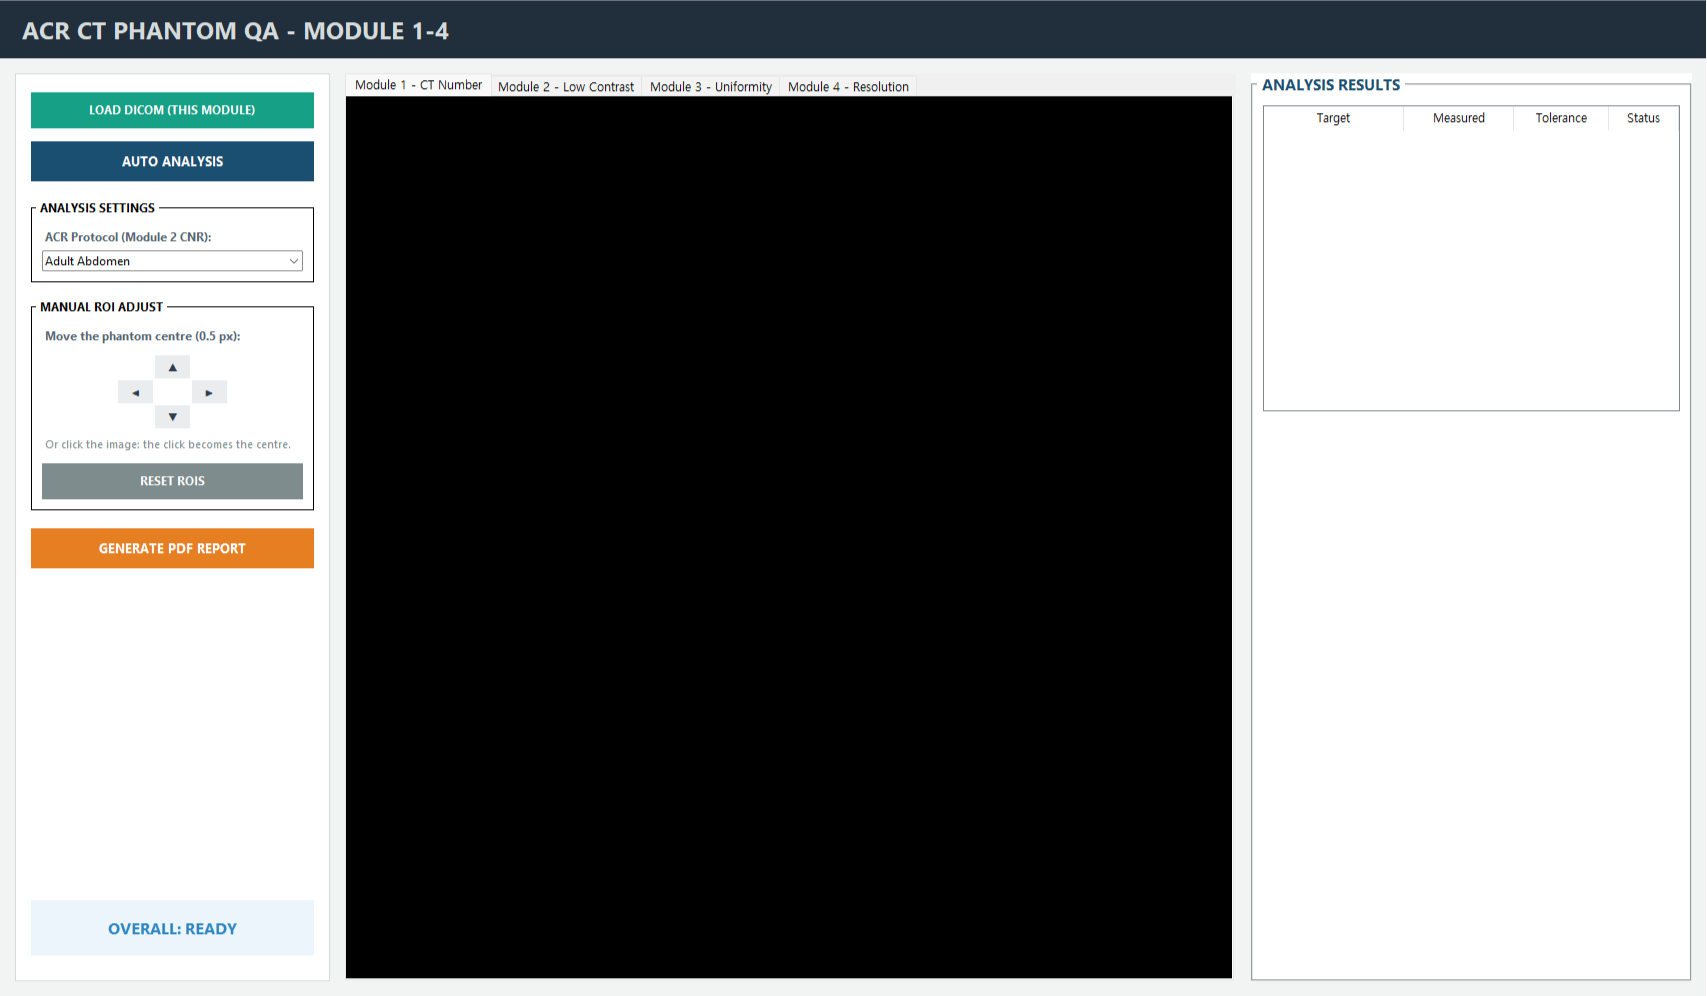 ACR CT PHANTOM QA - MODULE 1-4
LOAD DICOM (THIS MODULE)
AUTO ANALYSIS
ANALYSIS SETTINGS
ACR Protocol (Module 2 CNR):
Adult Abdomen
MANUAL ROI ADJUST
Move the phantom centre (0.5 px):
▲
◄ ►
▼
Or click the image: the click becomes the centre.
RESET ROIS
GENERATE PDF REPORT
OVERALL: READY
Module 1 - CT Number Module 2 - Low Contrast Module 3 - Uniformity Module 4 - Resolution
ANALYSIS RESULTS
Target Measured Tolerance Status